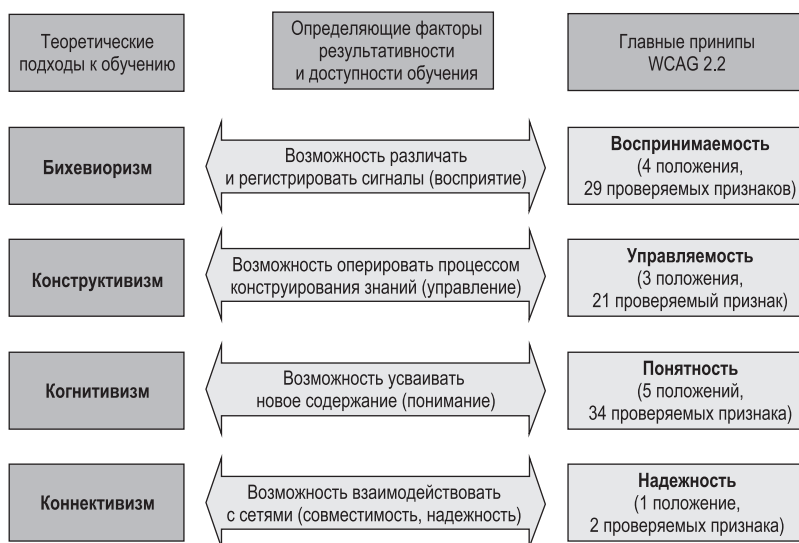 Теоретические
подходы к обучению
Определяющие факторы
результативности
и доступности обучения
Главные принипы
WCAG 2.2
Бихевиоризм
Возможность различать
и регистрировать сигналы (восприятие)
Воспринимаемость
(4 положения,
29 проверяемых признаков)
Конструктивизм
Возможность оперировать процессом
конструирования знаний (управление)
Управляемость
(3 положения,
21 проверяемый признак)
Когнитивизм
Возможность усваивать
новое содержание (понимание)
Понятность
(5 положений,
34 проверяемых признака)
Коннективизм
Возможность взаимодействовать
с сетями (совместимость, надежность)
Надежность
(1 положение,
2 проверяемых признака)